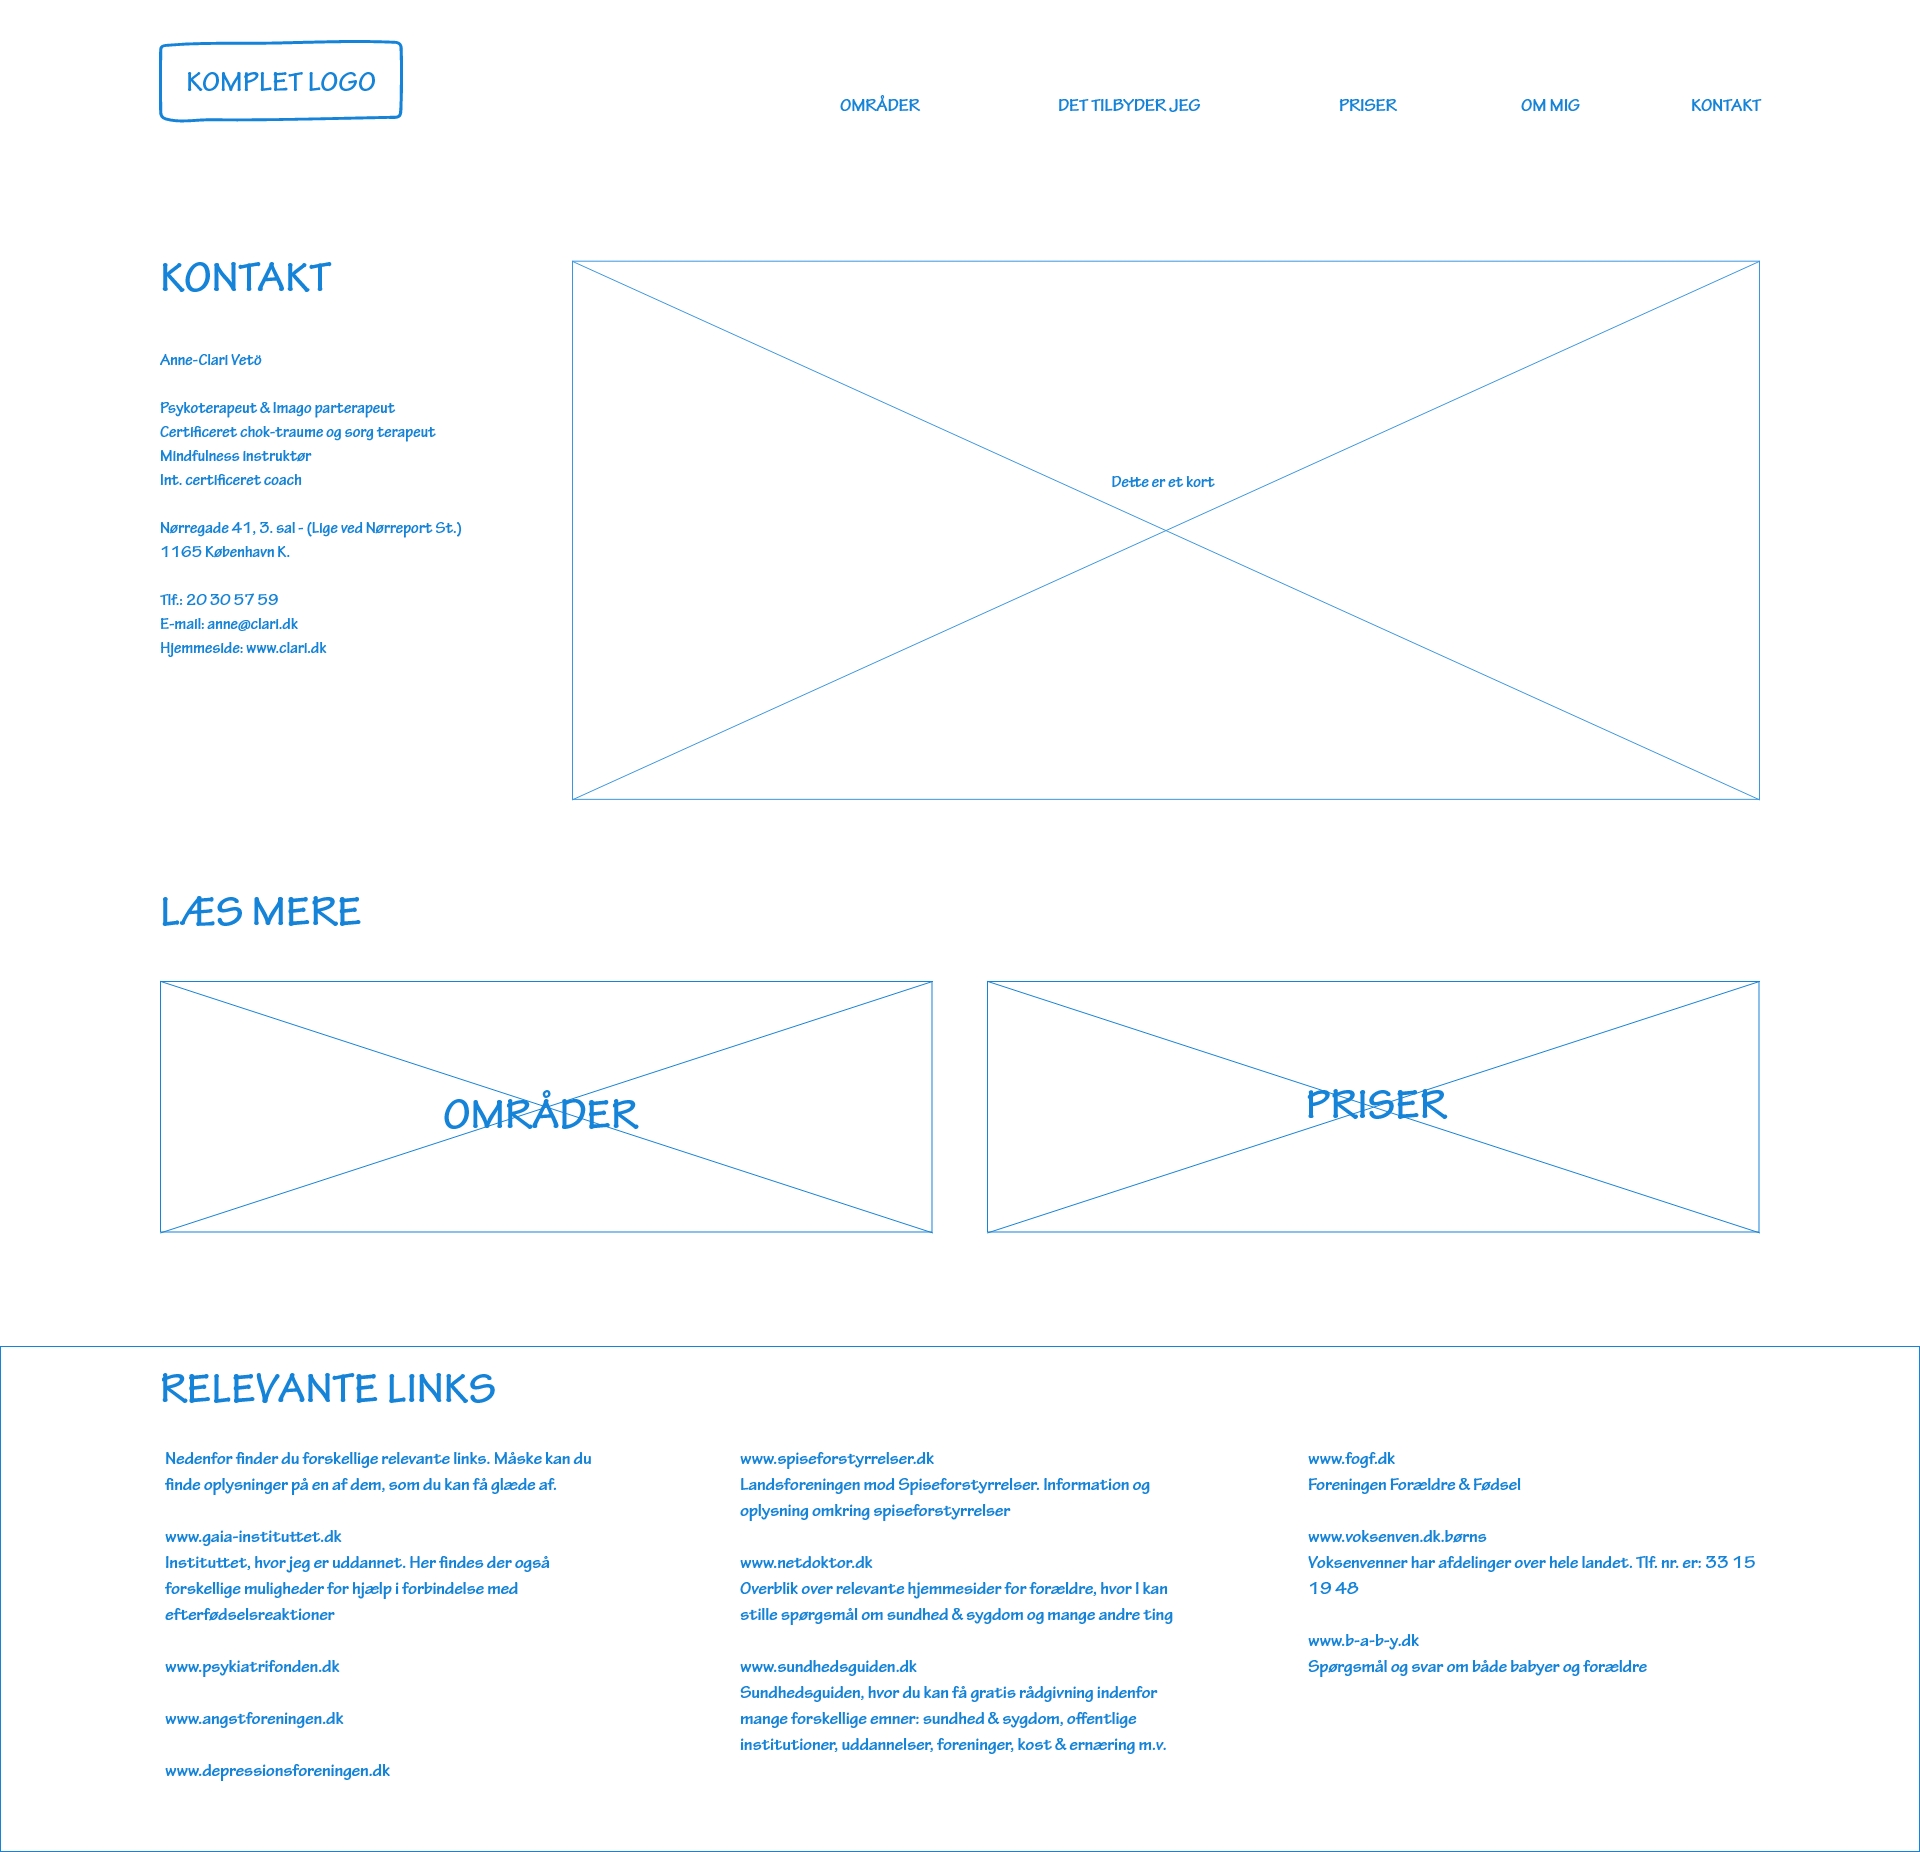 KOMPLET LOGO
OMRÅDER
DET TILBYDER JEG
PRISER
OM MIG
KONTAKT
KONTAKT
Anne-Clari Vetö
Psykoterapeut & Imago parterapeut
Certificeret chok-traume og sorg terapeut
Mindfulness instruktør
Int. certificeret coach
Nørregade 41, 3. sal - (Lige ved Nørreport St.)
1165 København K.
Tlf.: 20 30 57 59
E-mail: anne@clari.dk
Hjemmeside: www.clari.dk
Dette er et kort
LÆS MERE
OMRÅDER
PRISER
RELEVANTE LINKS
Nedenfor finder du forskellige relevante links. Måske kan du
finde oplysninger på en af dem, som du kan få glæde af.
www.gaia-instituttet.dk
Instituttet, hvor jeg er uddannet. Her findes der også
forskellige muligheder for hjælp i forbindelse med
efterfødselsreaktioner
www.psykiatrifonden.dk
www.angstforeningen.dk
www.depressionsforeningen.dk
www.spiseforstyrrelser.dk
Landsforeningen mod Spiseforstyrrelser. Information og
oplysning omkring spiseforstyrrelser
www.netdoktor.dk
Overblik over relevante hjemmesider for forældre, hvor I kan
stille spørgsmål om sundhed & sygdom og mange andre ting
www.sundhedsguiden.dk
Sundhedsguiden, hvor du kan få gratis rådgivning indenfor
mange forskellige emner: sundhed & sygdom, offentlige
institutioner, uddannelser, foreninger, kost & ernæring m.v.
www.fogf.dk
Foreningen Forældre & Fødsel
www.voksenven.dk.børns
Voksenvenner har afdelinger over hele landet. Tlf. nr. er: 33 15
19 48
www.b-a-b-y.dk
Spørgsmål og svar om både babyer og forældre